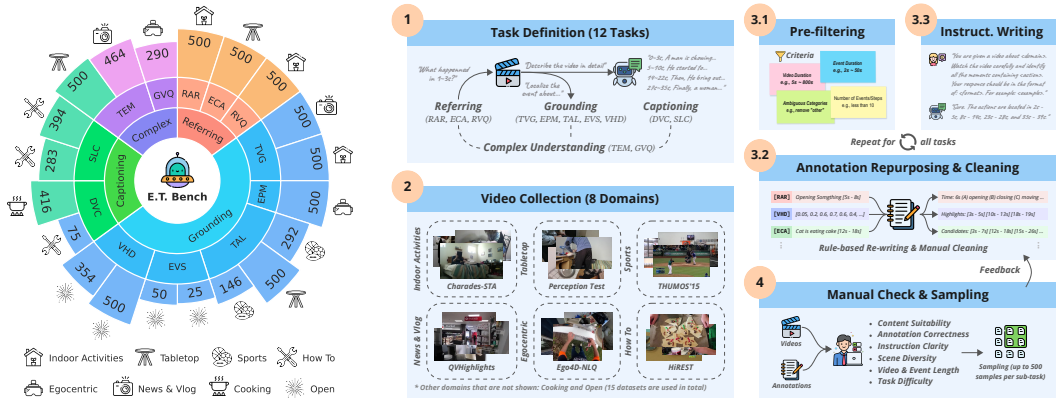 500
500
500
500
500
500
292
500
146
25
50
500
354
75
416
283
394
500
464
290
RAR
ECA
RVQ
TVG
EPM
TAL
EVS
VHD
DVC
SLC
TEM
GVQ
Referring
Grounding
Captioning
Complex
E.T. Bench
Indoor Activities
Tabletop
Sports
How To
Egocentric
News & Vlog
Cooking
Open
1
Task Definition (12 Tasks)
"What happened
in 1~3s?"
"Describe the video in detail"
"Localize the
event about..."
"0~3s, A man is chewing...
5~10s, He started to...
14~22s, Then, He bring out...
23s~35s, Finally, a woman..."
Referring
(RAR, ECA, RVQ)
Grounding
(TVG, EPM, TAL, EVS, VHD)
Captioning
(DVC, SLC)
Complex Understanding (TEM, GVQ)
2
Video Collection (8 Domains)
Indoor Activities
Charades-STA
Tabletop
Perception Test
Sports
THUMOS'15
News & Vlog
QVHighlights
Egocentric
Ego4D-NLQ
How To
HiREST
* Other domains that are not shown: Cooking and Open (15 datasets are used in total)
3.1
Pre-filtering
Criteria
Video Duration
e.g., 5s ~ 800s
Event Duration
e.g., 2s ~ 50s
Ambiguous Categories
e.g., remove "other"
Number of Events/Steps
e.g., less than 10
3.3
Instruct. Writing
"You are given a video about <domain>.
Watch the video carefully and identify
all the moments containing <action>.
Your response should be in the format
of: <format>. For example: <example>."
"Sure. The actions are located in 2s -
5s, 8s - 14s, 23s - 28s, and 33s - 39s."
Repeat for all tasks
3.2
Annotation Repurposing & Cleaning
[RAR] Opening Something [5s - 8s]
[VHD] [0.05, 0.2, 0.6, 0.7, 0.6, 0.4, ...]
[ECA] Cat is eating cake [12s - 18s]
Time: 6s (A) opening (B) closing (C) moving ...
Highlights: [3s - 5s] [10s - 13s] [18s - 19s]
Candidates: [3s - 7s] [12s - 18s] [15s - 26s] ...
Rule-based Re-writing & Manual Cleaning
Feedback
4
Manual Check & Sampling
Videos
Annotations
• Content Suitability
• Annotation Correctness
• Instruction Clarity
• Scene Diversity
• Video & Event Length
• Task Difficulty
Sampling (up to 500
samples per sub-task)